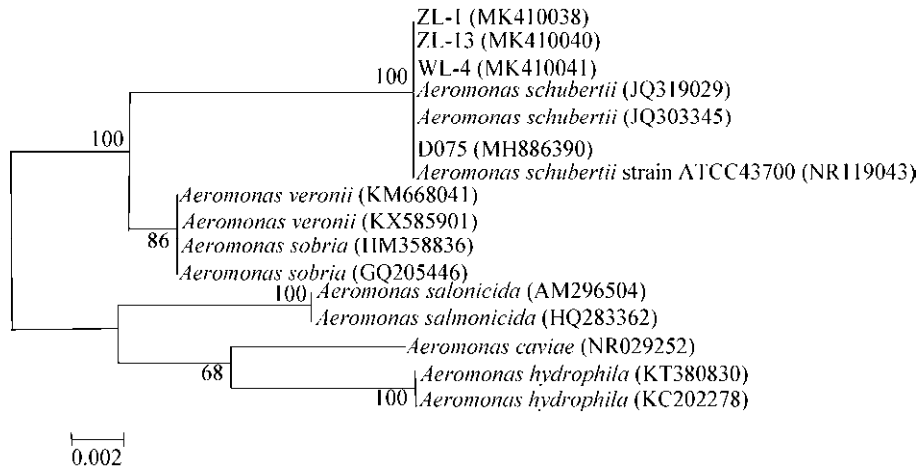 ZL-1 (MK410038)
ZL-13 (MK410040)
WL-4 (MK410041)
100
Aeromonas schubertii (JQ319029)
Aeromonas schubertii (JQ303345)
100
D075 (MH886390)
Aeromonas schubertii strain ATCC43700 (NR119043)
Aeromonas veronii (KM668041)
Aeromonas veronii (KX585901)
86
Aeromonas sobria (HM358836)
Aeromonas sobria (GQ205446)
100
Aeromonas salonicida (AM296504)
Aeromonas salmonicida (HQ283362)
Aeromonas caviae (NR029252)
68
Aeromonas hydrophila (KT380830)
100
Aeromonas hydrophila (KC202278)
0.002